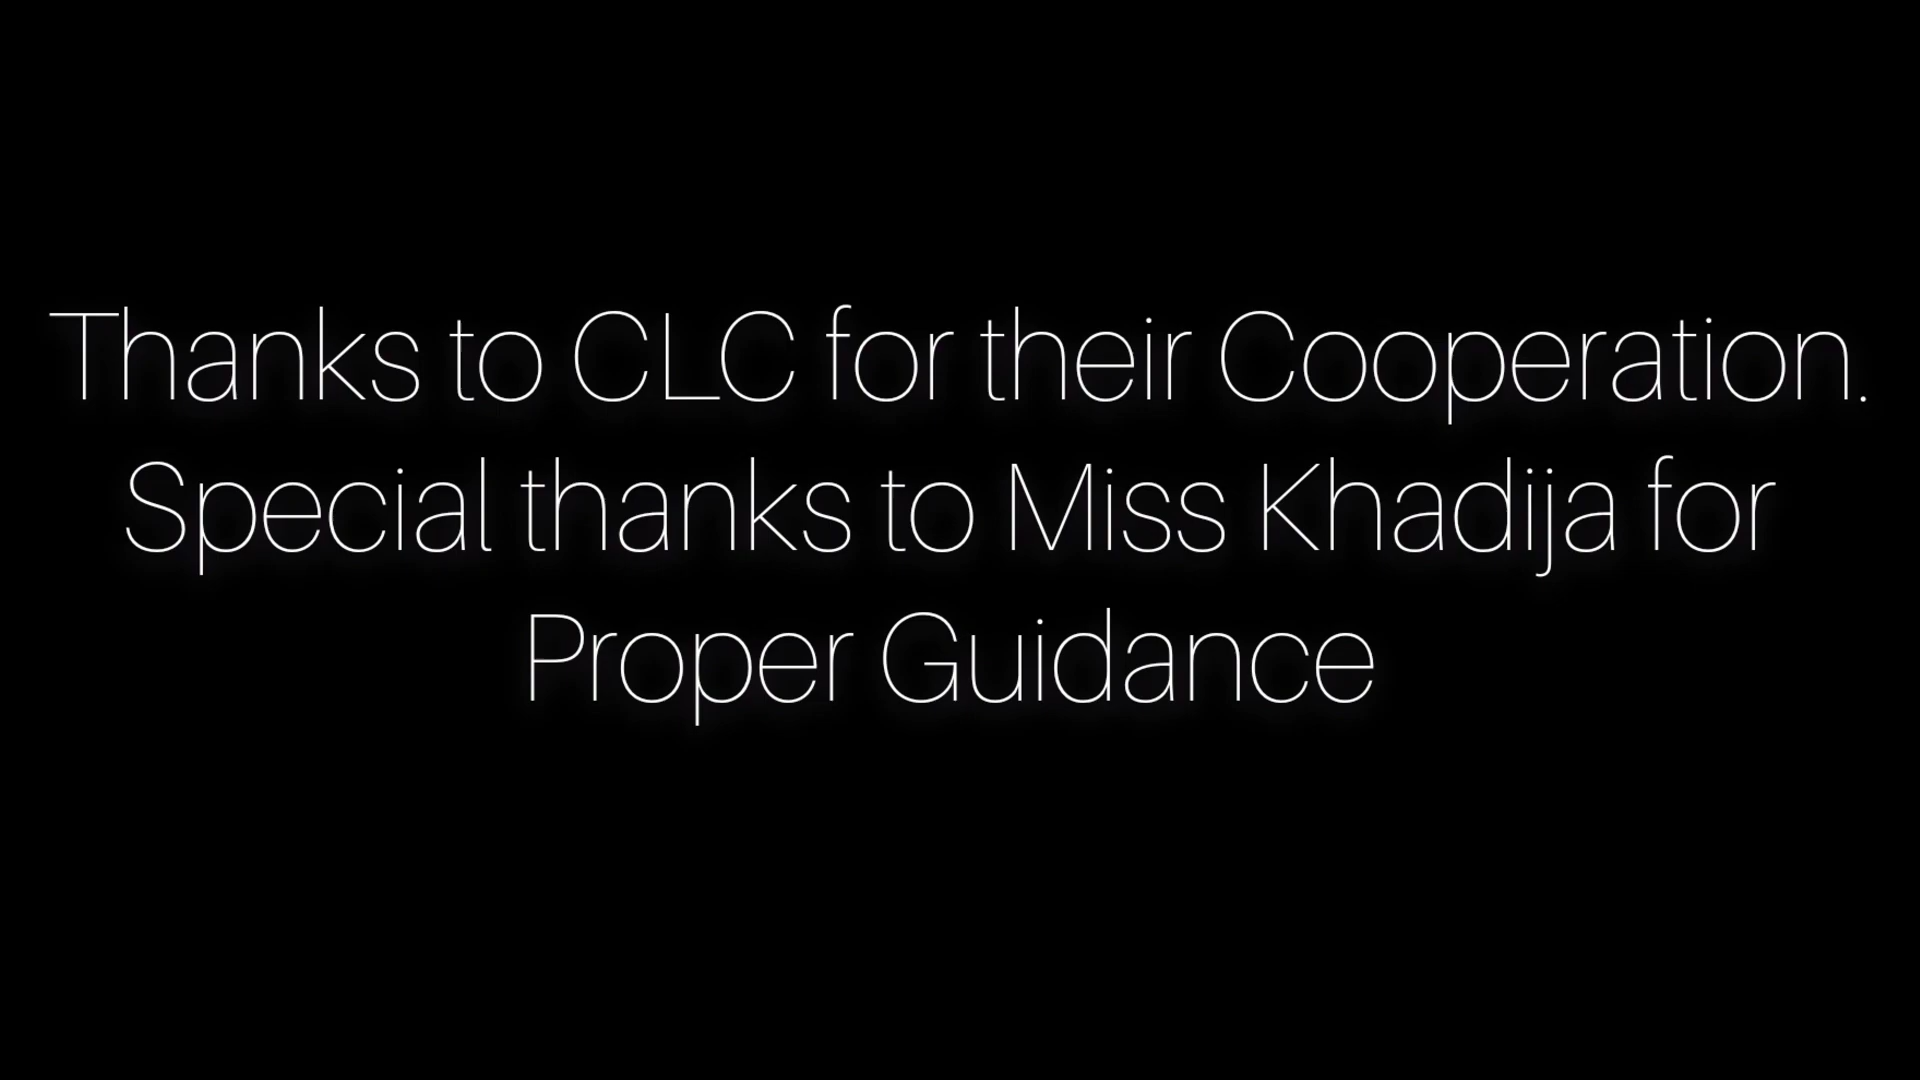 Thanks to CLC for their Cooperation.
Special thanks to Miss Khadija for
Proper Guidance